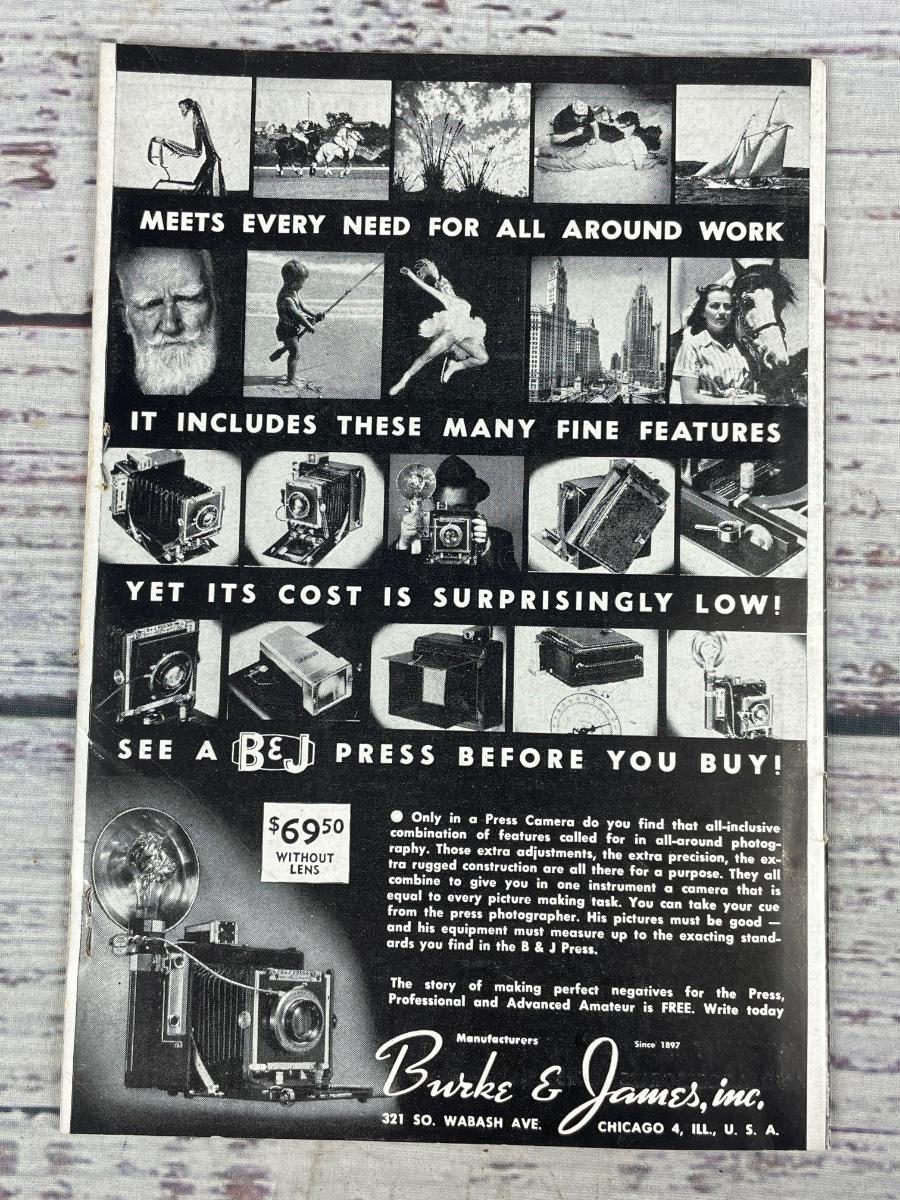 MEETS EVERY NEED FOR ALL AROUND WORK
IT INCLUDES THESE MANY FINE FEATURES
YET ITS COST IS SURPRISINGLY LOW!
SEE A B&J PRESS BEFORE YOU BUY!
$69.50
WITHOUT
LENS
● Only in a Press Camera do you find that all-inclusive
combination of features called for in all-around photog-
raphy. Those extra adjustments, the extra precision, the ex-
tra rugged construction are all there for a purpose. They all
combine to give you in one instrument a camera that is
equal to every picture making task. You can take your cue
from the press photographer. His pictures must be good —
and his equipment must measure up to the exacting stand-
ards you find in the B & J Press.
The story of making perfect negatives for the Press,
Professional and Advanced Amateur is FREE. Write today
Manufacturers Since 1897
Burke & James, inc.
321 SO. WABASH AVE. CHICAGO 4, ILL., U. S. A.